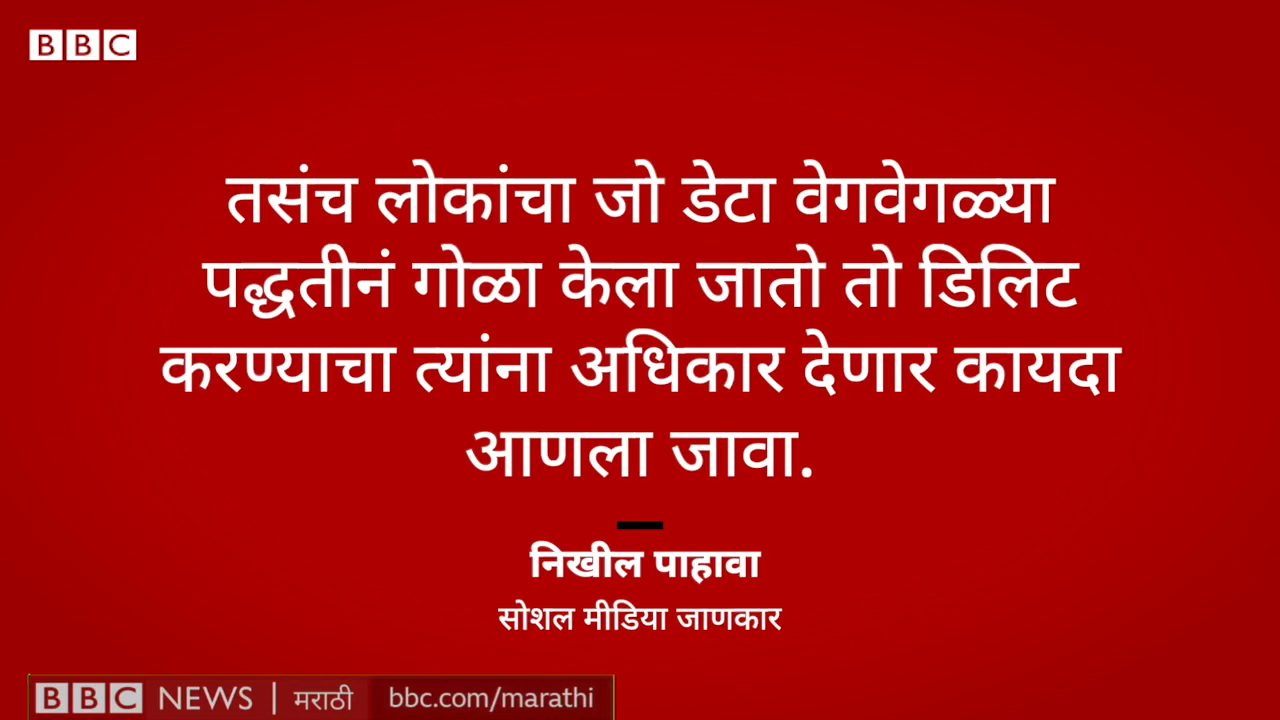 BBC
तसंच लोकांचा जो डेटा वेगवेगळ्या
पद्धतीनं गोळा केला जातो तो डिलिट
करण्याचा त्यांना अधिकार देणार कायदा
आणला जावा.
निखील पाहावा
सोशल मीडिया जाणकार
BBC NEWS | मराठी bbc.com/marathi